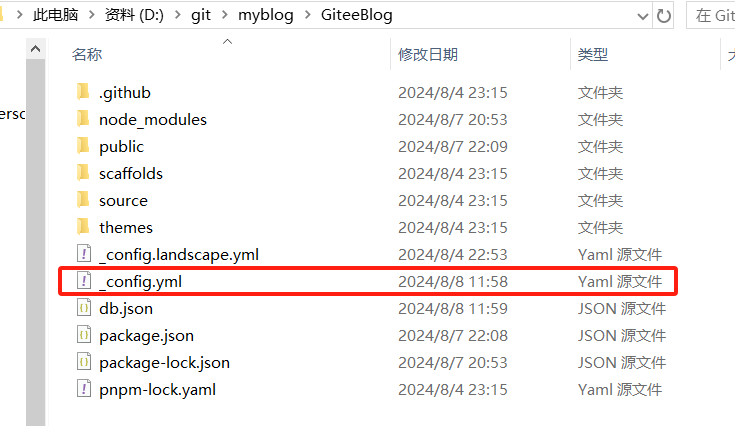 此电脑 > 资料 (D:) > git > myblog > GiteeBlog 在 Git
名称 修改日期 类型
.github 2024/8/4 23:15 文件夹
node_modules 2024/8/7 20:53 文件夹
public 2024/8/7 22:09 文件夹
scaffolds 2024/8/4 23:15 文件夹
source 2024/8/4 23:15 文件夹
themes 2024/8/4 23:15 文件夹
_config.landscape.yml 2024/8/4 22:53 Yaml 源文件
_config.yml 2024/8/8 11:58 Yaml 源文件
db.json 2024/8/8 11:59 JSON 源文件
package.json 2024/8/7 22:08 JSON 源文件
package-lock.json 2024/8/7 20:53 JSON 源文件
pnpm-lock.yaml 2024/8/4 23:15 Yaml 源文件